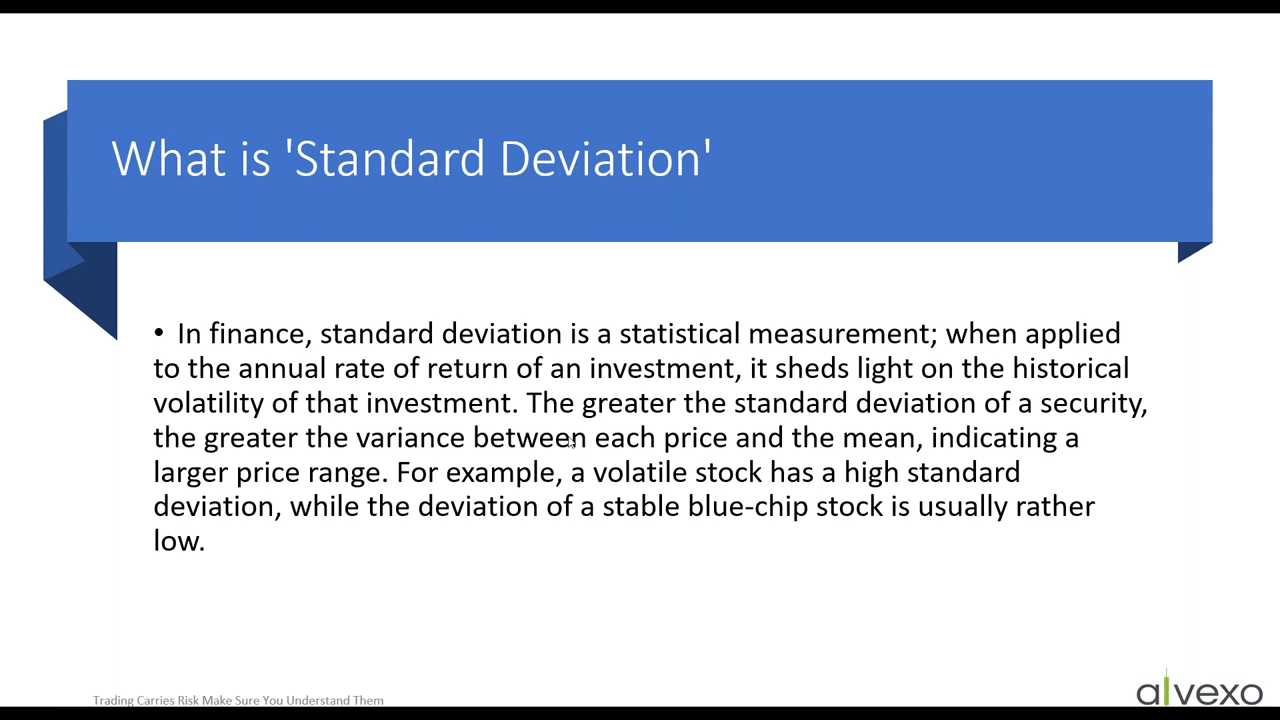 What is 'Standard Deviation'
• In finance, standard deviation is a statistical measurement; when applied
to the annual rate of return of an investment, it sheds light on the historical
volatility of that investment. The greater the standard deviation of a security,
the greater the variance between each price and the mean, indicating a
larger price range. For example, a volatile stock has a high standard
deviation, while the deviation of a stable blue-chip stock is usually rather
low.
Trading Carries Risk Make Sure You Understand Them
alvexo